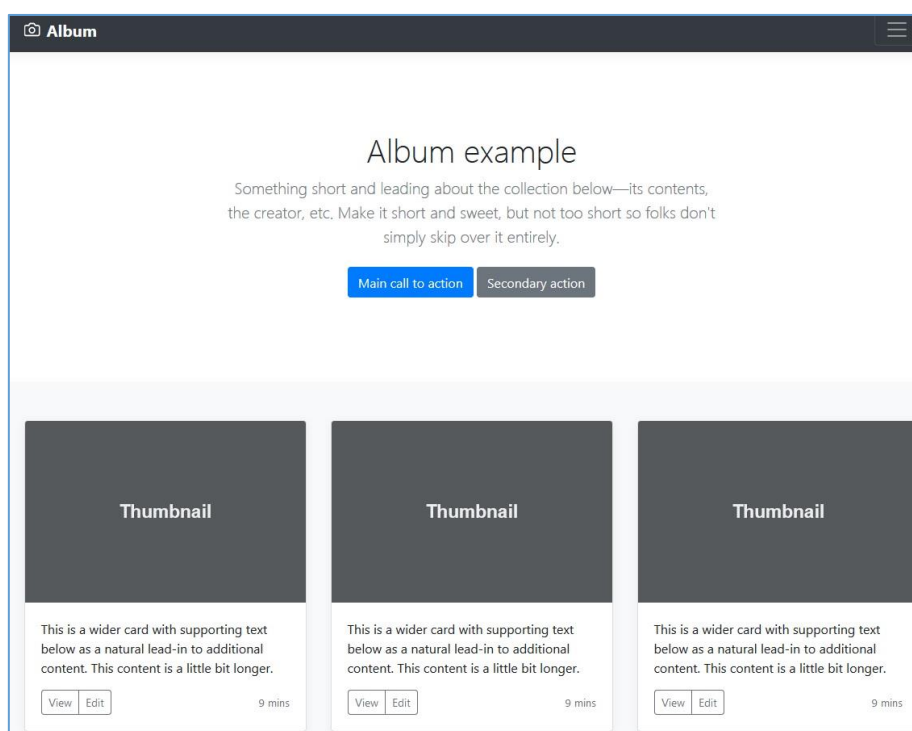 Album
Album example
Something short and leading about the collection below—its contents,
the creator, etc. Make it short and sweet, but not too short so folks don't
simply skip over it entirely.
Main call to action
Secondary action
Thumbnail
This is a wider card with supporting text
below as a natural lead-in to additional
content. This content is a little bit longer.
View Edit 9 mins
Thumbnail
This is a wider card with supporting text
below as a natural lead-in to additional
content. This content is a little bit longer.
View Edit 9 mins
Thumbnail
This is a wider card with supporting text
below as a natural lead-in to additional
content. This content is a little bit longer.
View Edit 9 mins